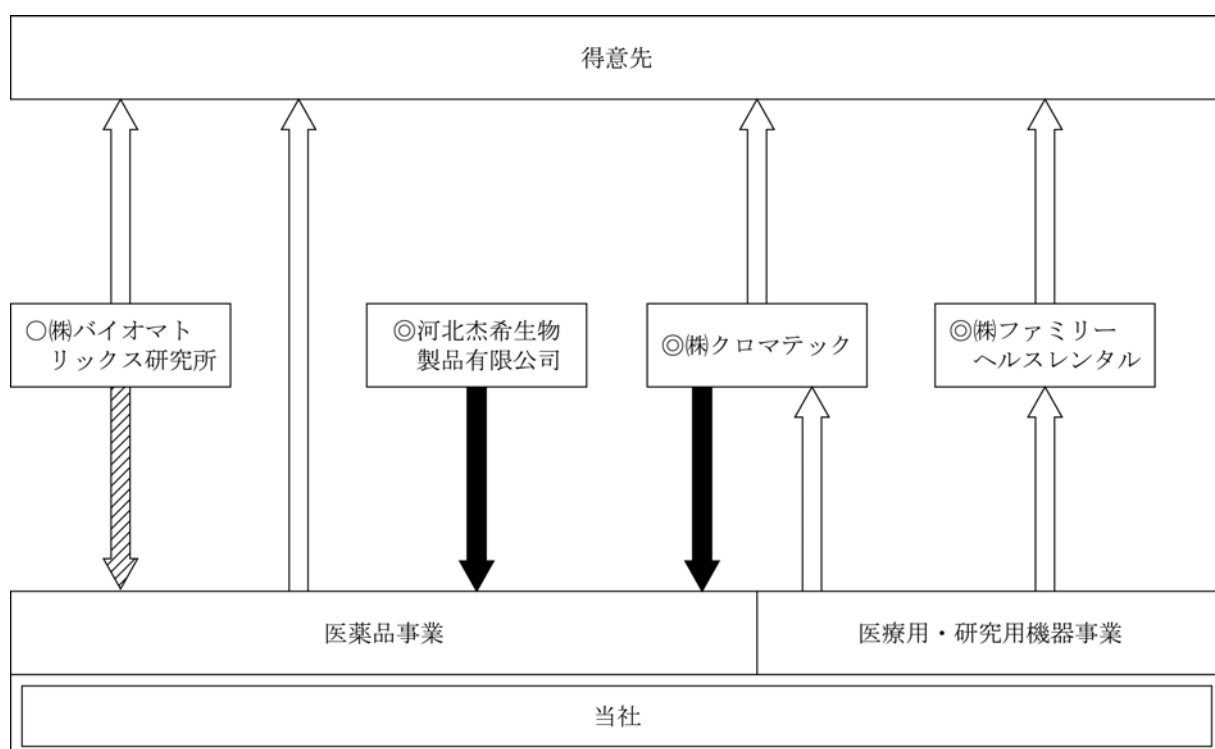 得意先
○㈱バイオマト
リックス研究所
◎河北杰希生物
製品有限公司
◎㈱クロマテック
◎㈱ファミリー
ヘルスレンタル
医薬品事業
医療用・研究用機器事業
当社